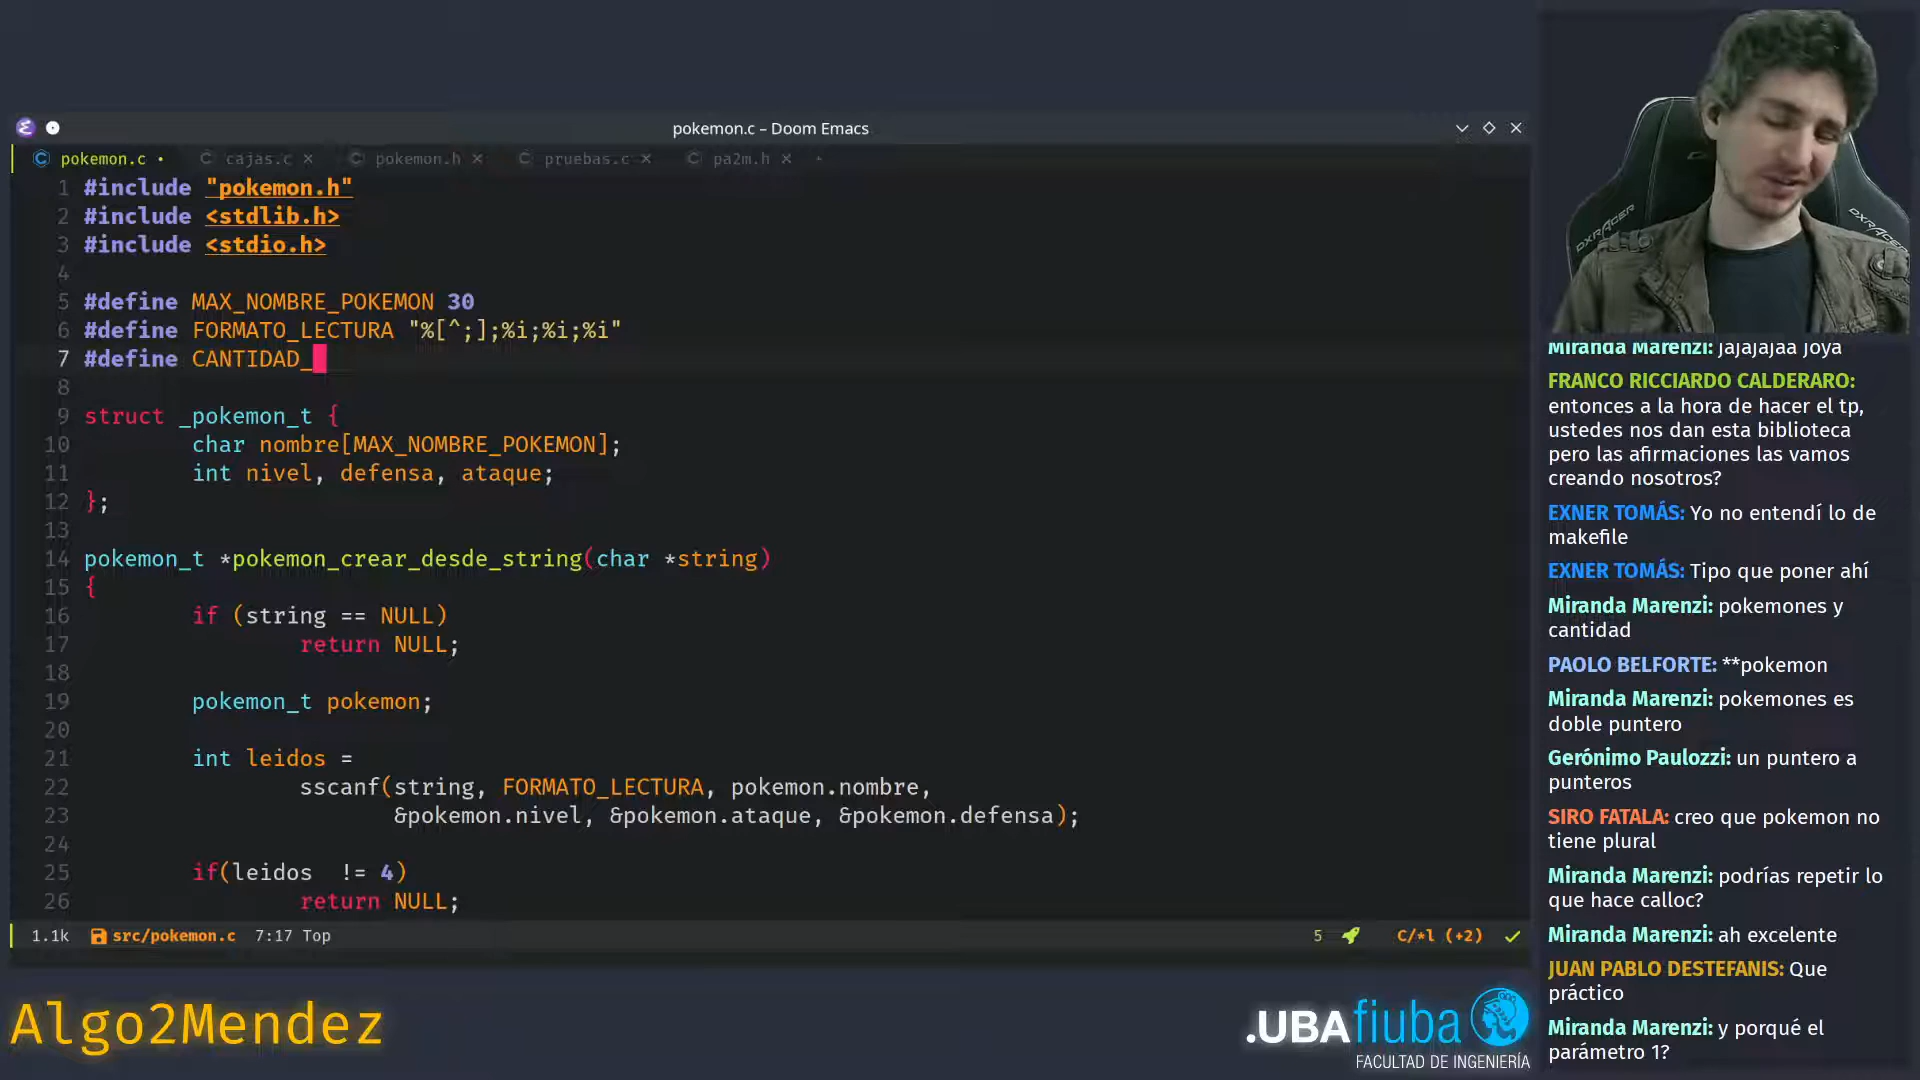 pokemon.c – Doom Emacs
pokemon.c • cajas.c × pokemon.h × pruebas.c × pa2m.h ×
1 #include "pokemon.h"
2 #include <stdlib.h>
3 #include <stdio.h>
4
5 #define MAX_NOMBRE_POKEMON 30
6 #define FORMATO_LECTURA "%[^;];%i;%i;%i"
7 #define CANTIDAD_
8
9 struct _pokemon_t {
10 char nombre[MAX_NOMBRE_POKEMON];
11 int nivel, defensa, ataque;
12 };
13
14 pokemon_t *pokemon_crear_desde_string(char *string)
15 {
16 if (string == NULL)
17 return NULL;
18
19 pokemon_t pokemon;
20
21 int leidos =
22 sscanf(string, FORMATO_LECTURA, pokemon.nombre,
23 &pokemon.nivel, &pokemon.ataque, &pokemon.defensa);
24
25 if(leidos  != 4)
26 return NULL;
1.1k src/pokemon.c 7:17 Top 5 C/*l (+2)
Algo2Mendez
.UBAfiuba
FACULTAD DE INGENIERÍA
DXRACER
DXRACER
Miranda Marenzi: jajajajaa joya
FRANCO RICCIARDO CALDERARO:
entonces a la hora de hacer el tp,
ustedes nos dan esta biblioteca
pero las afirmaciones las vamos
creando nosotros?
EXNER TOMÁS: Yo no entendí lo de
makefile
EXNER TOMÁS: Tipo que poner ahí
Miranda Marenzi: pokemones y
cantidad
PAOLO BELFORTE: **pokemon
Miranda Marenzi: pokemones es
doble puntero
Gerónimo Paulozzi: un puntero a
punteros
SIRO FATALA: creo que pokemon no
tiene plural
Miranda Marenzi: podrías repetir lo
que hace calloc?
Miranda Marenzi: ah excelente
JUAN PABLO DESTEFANIS: Que
práctico
Miranda Marenzi: y porqué el
parámetro 1?